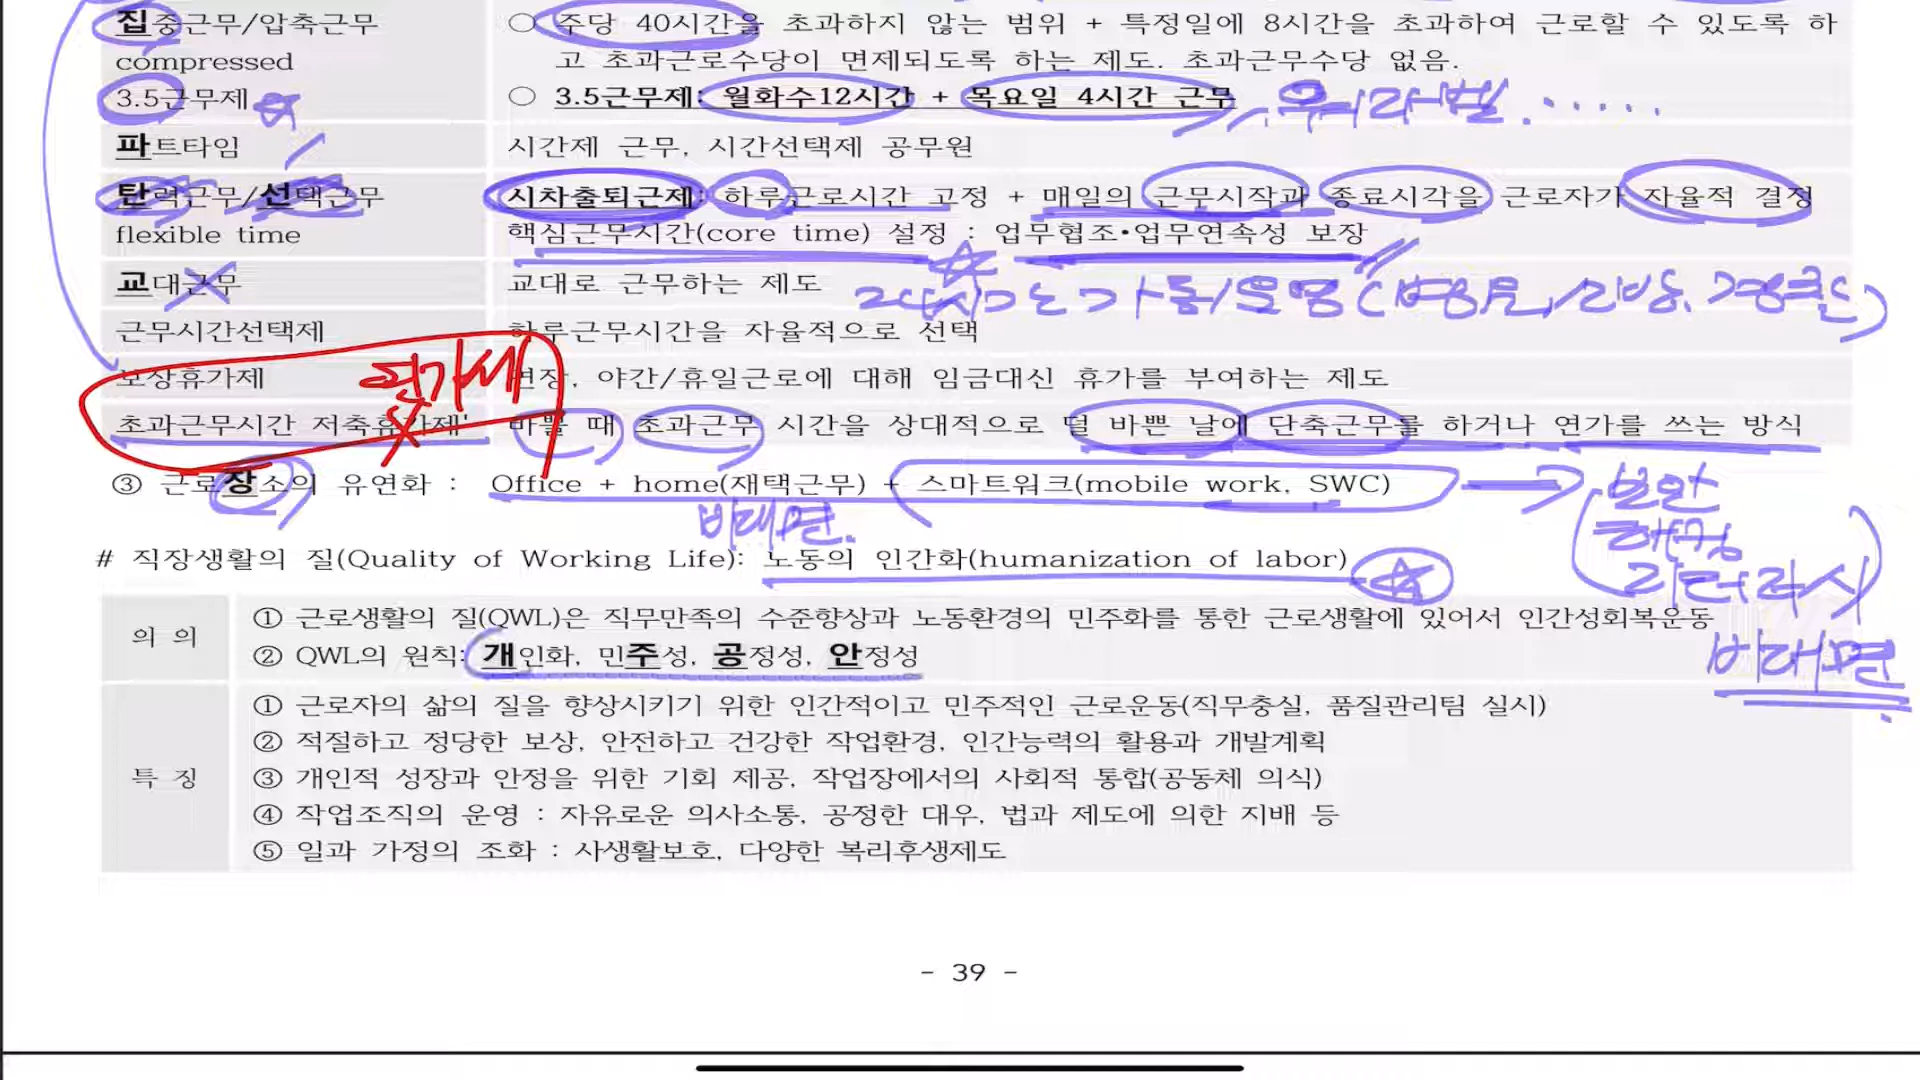 집중근무/압축근무 ○ 주당 40시간을 초과하지 않는 범위 + 특정일에 8시간을 초과하여 근로할 수 있도록 하
compressed 고 초과근로수당이 면제되도록 하는 제도. 초과근무수당 없음.
3.5근무제 ○ 3.5근무제: 월화수12시간 + 목요일 4시간 근무, 워라벨.....
파트타임 시간제 근무, 시간선택제 공무원
탄력근무/선택근무 시차출퇴근제: 하루근로시간 고정 + 매일의 근무시작과 종료시각을 근로자가 자율적 결정
flexible time 핵심근무시간(core time) 설정 : 업무협조•업무연속성 보장
교대근무 교대로 근무하는 제도 24시간 가동/운영(병원, 소방, 경찰)
근무시간선택제 하루근무시간을 자율적으로 선택
보상휴가제 연장, 야간/휴일근로에 대해 임금대신 휴가를 부여하는 제도
초과근무시간 저축휴가제' 바쁠 때 초과근무 시간을 상대적으로 덜 바쁜 날에 단축근무를 하거나 연가를 쓰는 방식
③ 근로장소의 유연화 : Office + home(재택근무) + 스마트워크(mobile work, SWC) 보안
비대면.
# 직장생활의 질(Quality of Working Life): 노동의 인간화(humanization of labor)
리더라시
비대면
의 의
① 근로생활의 질(QWL)은 직무만족의 수준향상과 노동환경의 민주화를 통한 근로생활에 있어서 인간성회복운동
② QWL의 원칙: 개인화, 민주성, 공정성, 안정성
특 징
① 근로자의 삶의 질을 향상시키기 위한 인간적이고 민주적인 근로운동(직무충실, 품질관리팀 실시)
② 적절하고 정당한 보상, 안전하고 건강한 작업환경, 인간능력의 활용과 개발계획
③ 개인적 성장과 안정을 위한 기회 제공, 작업장에서의 사회적 통합(공동체 의식)
④ 작업조직의 운영 : 자유로운 의사소통, 공정한 대우, 법과 제도에 의한 지배 등
⑤ 일과 가정의 조화 : 사생활보호, 다양한 복리후생제도
- 39 -